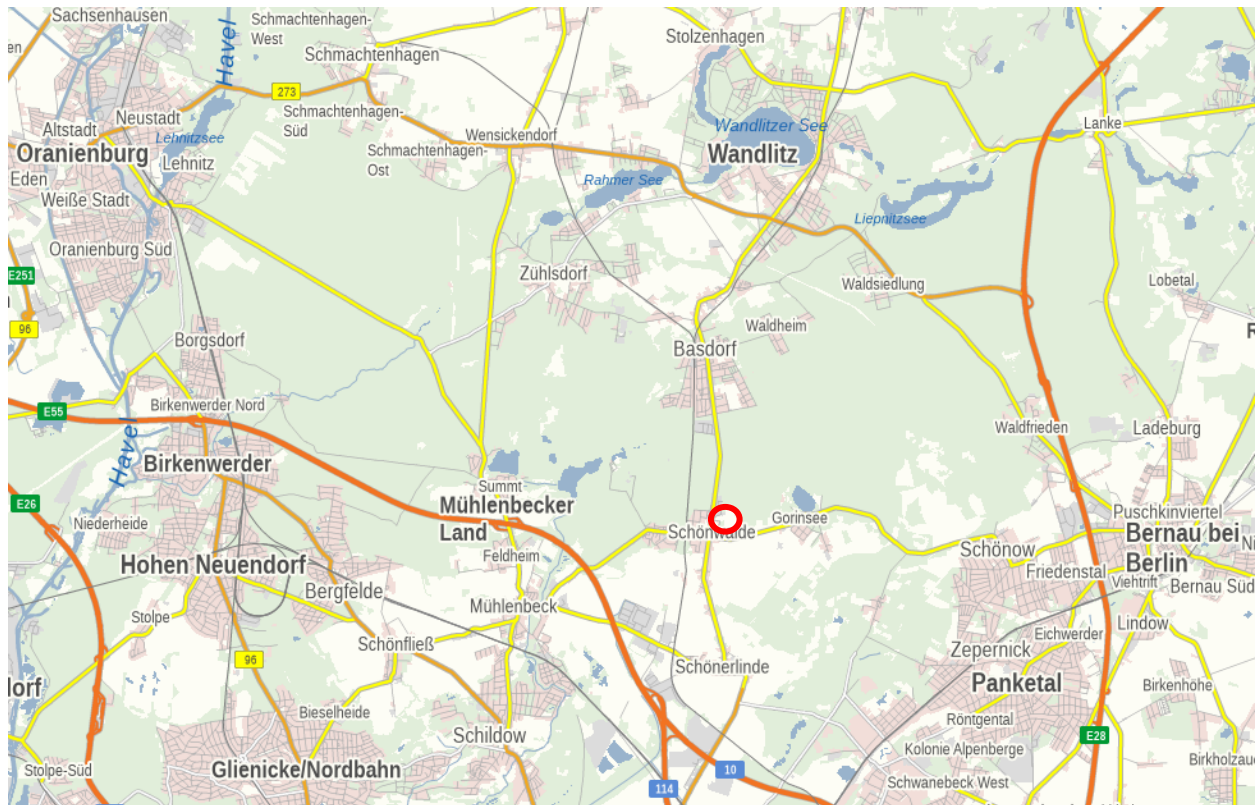 Sachsenhausen
Schmachtenhagen-
West
Stolzenhagen
Schmachtenhagen
Havel
273
Lanke
Neustadt
Schmachtenhagen-
Süd
Altstadt
Lehnitzsee
Wensickendorf
Wandlitzer See
Oranienburg
Lehnitz
Schmachtenhagen-
Ost
Wandlitz
Eden
Rahmer See
Weiße Stadt
Liepnitzsee
Oranienburg Süd
E251
Zühlsdorf
Waldsiedlung
Lobetal
96
Waldheim
Borgsdorf
Basdorf
Birkenwerder Nord
E55
Waldfrieden
Ladeburg
Havel
Birkenwerder
Summt
E26
Mühlenbecker
Land
Niederheide
Schönwalde
Gorinsee
Puschkinviertel
Bernau bei
Berlin
Feldheim
Schönow
Hohen Neuendorf
Friedenstal
Viehtrift
Bernau Süd
Bergfelde
Mühlenbeck
Stolpe
Lindow
Eichwerder
Schönfließ
Zepernick
96
Schönerlinde
Panketal
Birkenhöhe
dorf
Bieselheide
Röntgental
Schildow
E28
Kolonie Alpenberge
Stolpe-Süd
Glienicke/Nordbahn
10
Birkholzaue
114
Schwanebeck West